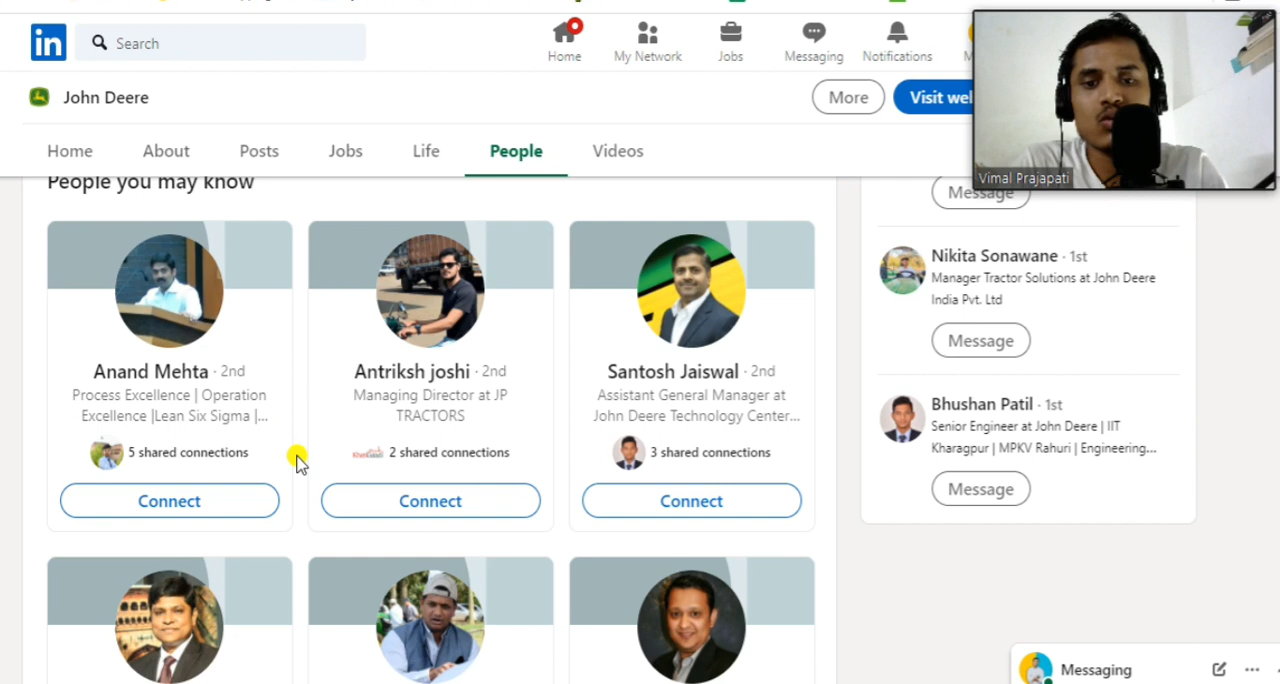 in
Search
Home
My Network
Jobs
Messaging
Notifications
John Deere
More
Vimal Prajapati
Home
About
Posts
Jobs
Life
People
Videos
People you may know
Anand Mehta · 2nd
Process Excellence | Operation
Excellence |Lean Six Sigma |...
5 shared connections
Connect
Antriksh joshi · 2nd
Managing Director at JP
TRACTORS
2 shared connections
Connect
Santosh Jaiswal · 2nd
Assistant General Manager at
John Deere Technology Center...
3 shared connections
Connect
Message
Nikita Sonawane · 1st
Manager Tractor Solutions at John Deere
India Pvt. Ltd
Message
Bhushan Patil · 1st
Senior Engineer at John Deere | IIT
Kharagpur | MPKV Rahuri | Engineering...
Message
Messaging